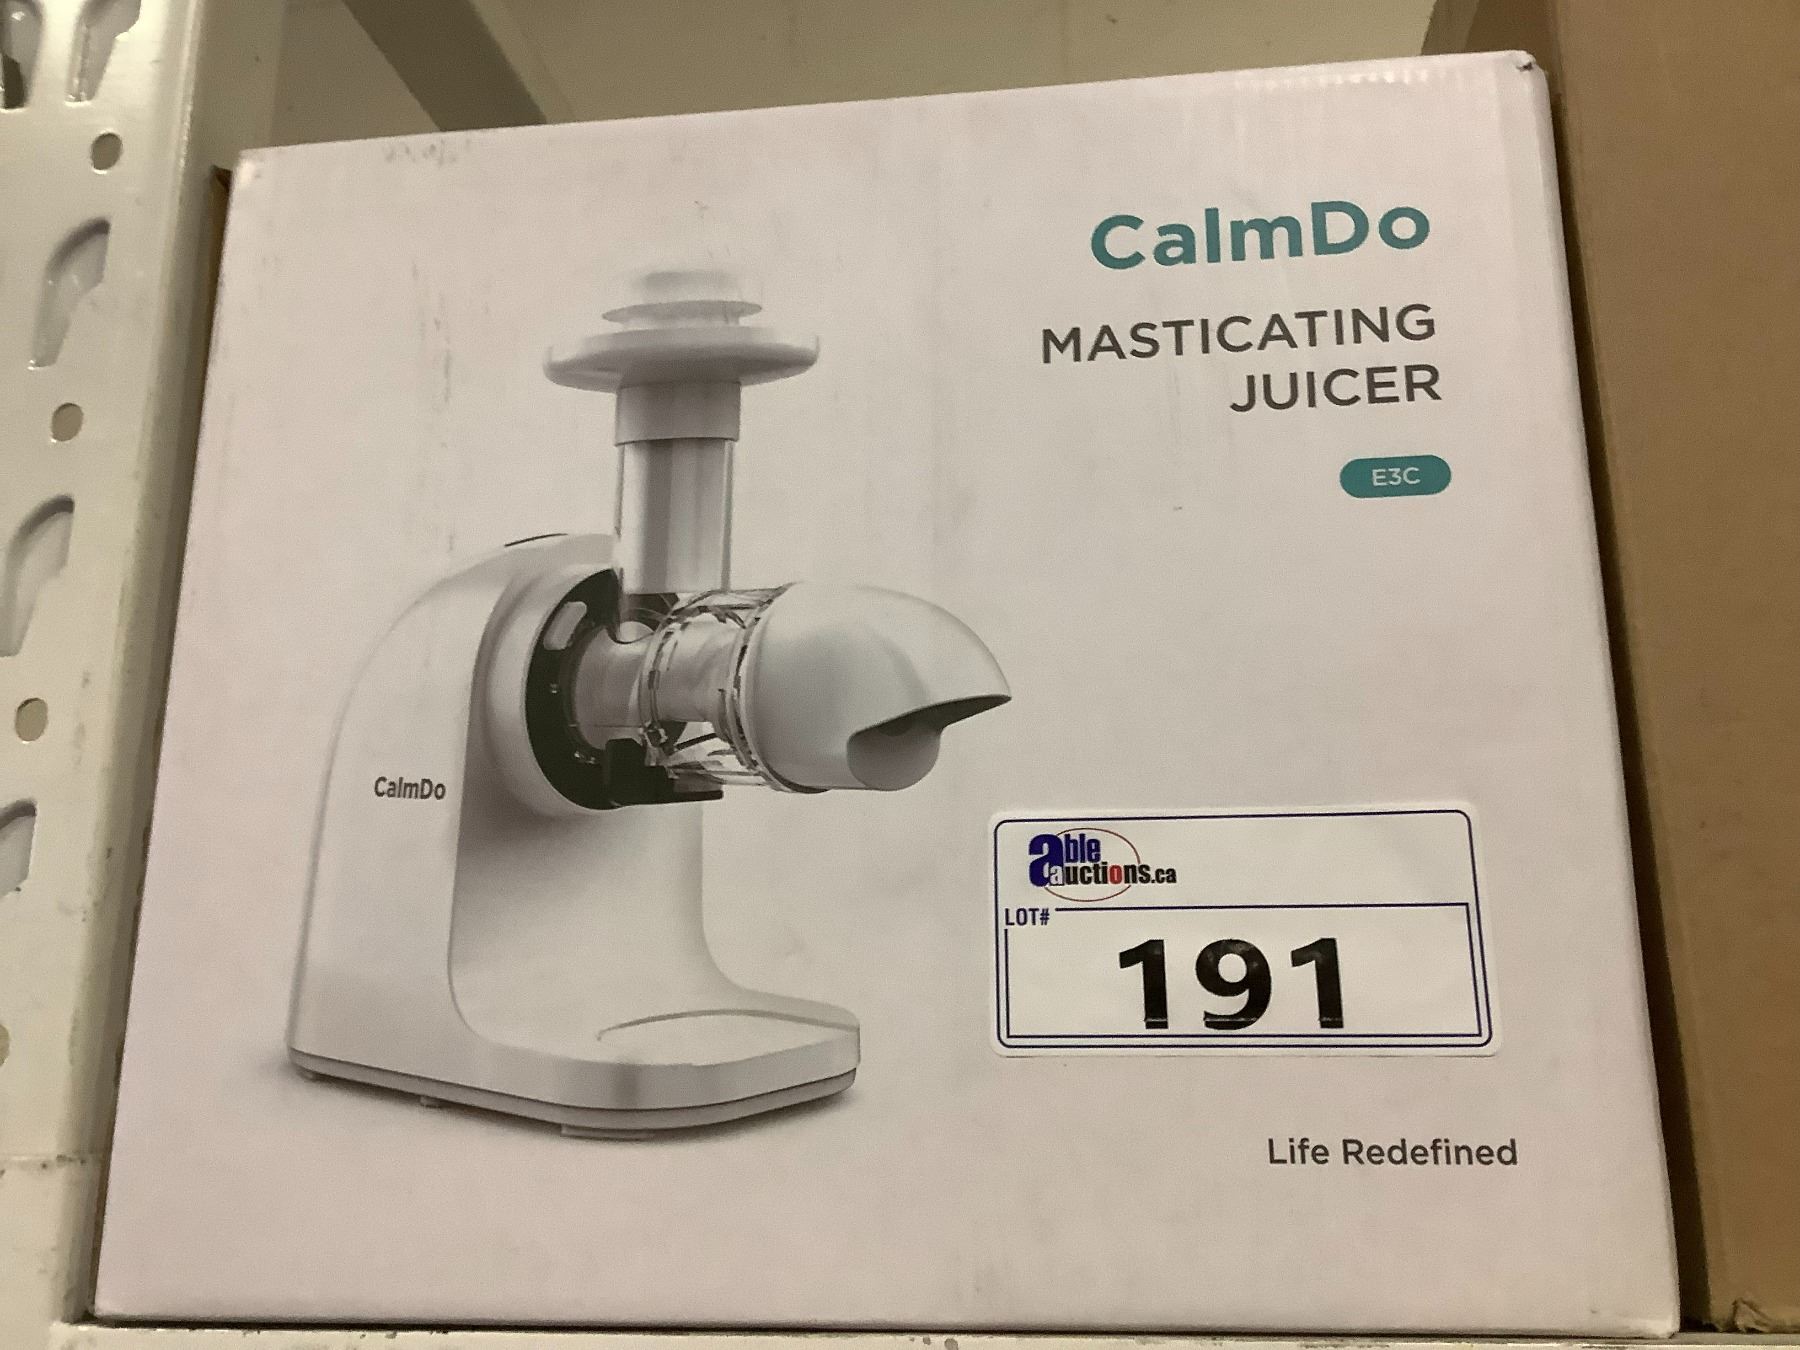 CalmDo
MASTICATING
JUICER
E3C
CalmDo
able
auctions.ca
LOT#
191
Life Redefined